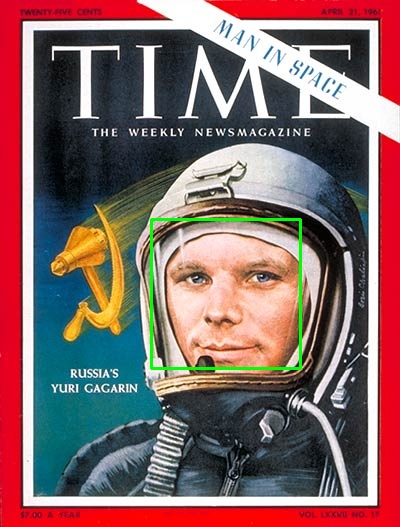 TWENTY-FIVE CENTS
APRIL 21, 196
MAN IN SPACE
TIME
THE WEEKLY NEWSMAGAZINE
RUSSIA'S
YURI GAGARIN
$7.00 A YEAR
VOL. LXXVII NO. 17